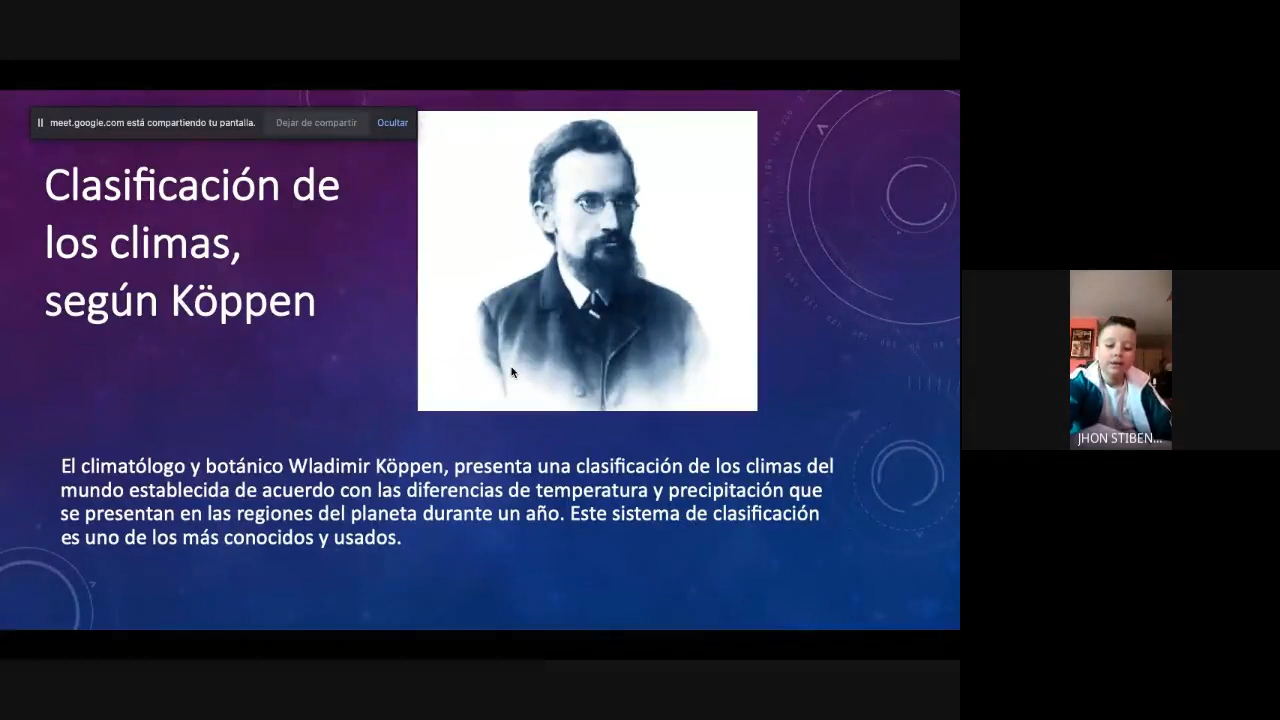 meet.google.com está compartiendo tu pantalla. Dejar de compartir Ocultar
Clasificación de
los climas,
según Köppen
El climatólogo y botánico Wladimir Köppen, presenta una clasificación de los climas del
mundo establecida de acuerdo con las diferencias de temperatura y precipitación que
se presentan en las regiones del planeta durante un año. Este sistema de clasificación
es uno de los más conocidos y usados.
JHON STIBEN...